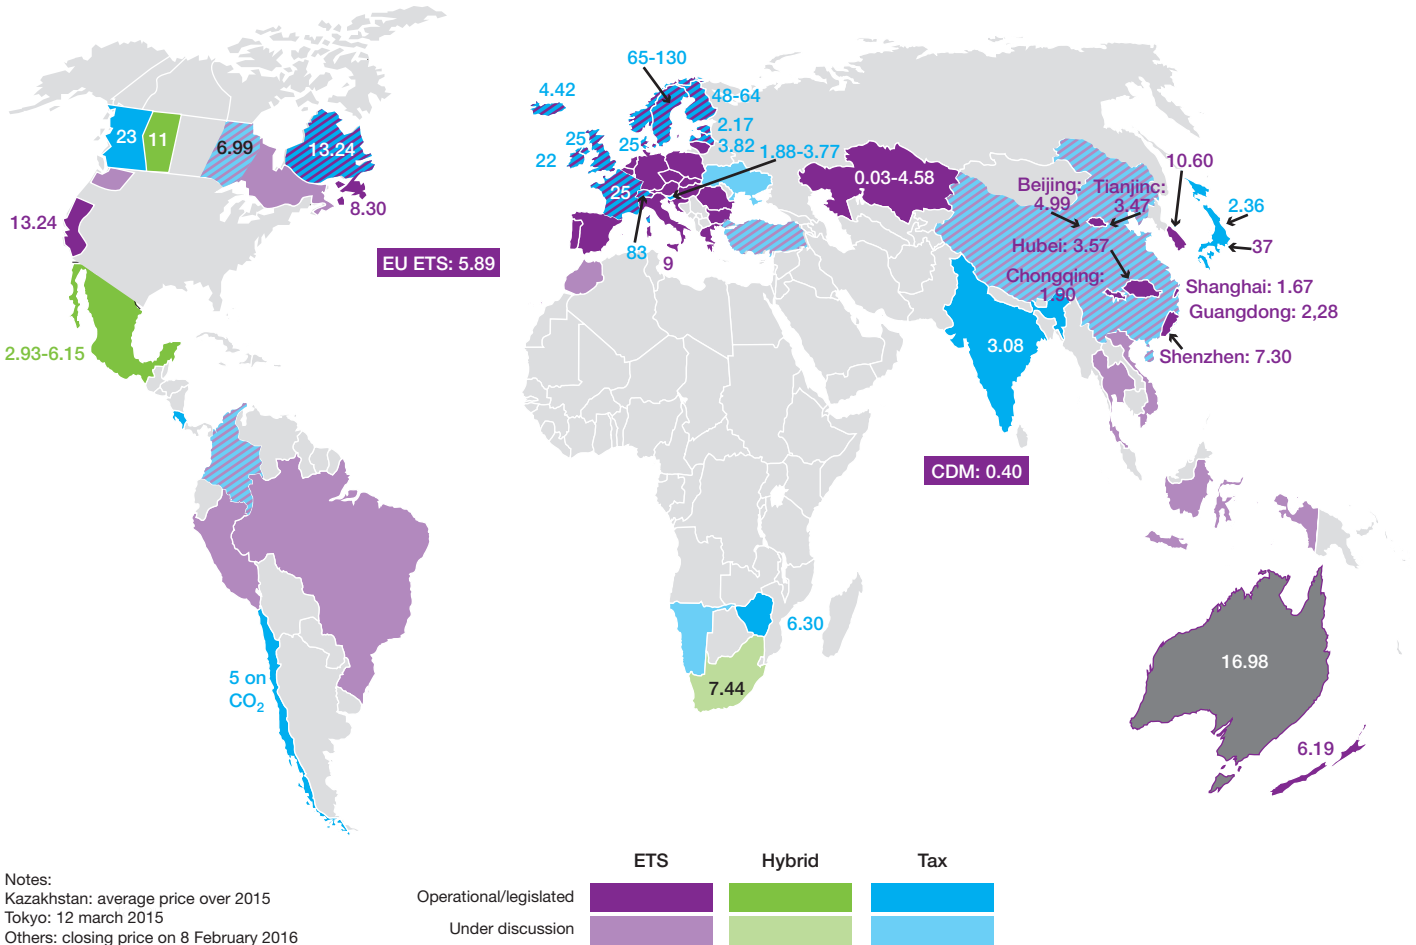 65-130
4.42
48-64
23
11
6.99
13.24
25
22
25
2.17
3.82
1.88-3.77
25
0.03-4.58
10.60
Beijing:
4.99
Tianjinc:
3.47
2.36
37
13.24
8.30
EU ETS: 5.89
83
9
Hubei: 3.57
Chongqing:
1.90
Shanghai: 1.67
Guangdong: 2,28
Shenzhen: 7.30
2.93-6.15
3.08
CDM: 0.40
6.30
5 on
CO₂
7.44
16.98
6.19
ETS
Hybrid
Tax
Operational/legislated
Under discussion
Notes:
Kazakhstan: average price over 2015
Tokyo: 12 march 2015
Others: closing price on 8 February 2016